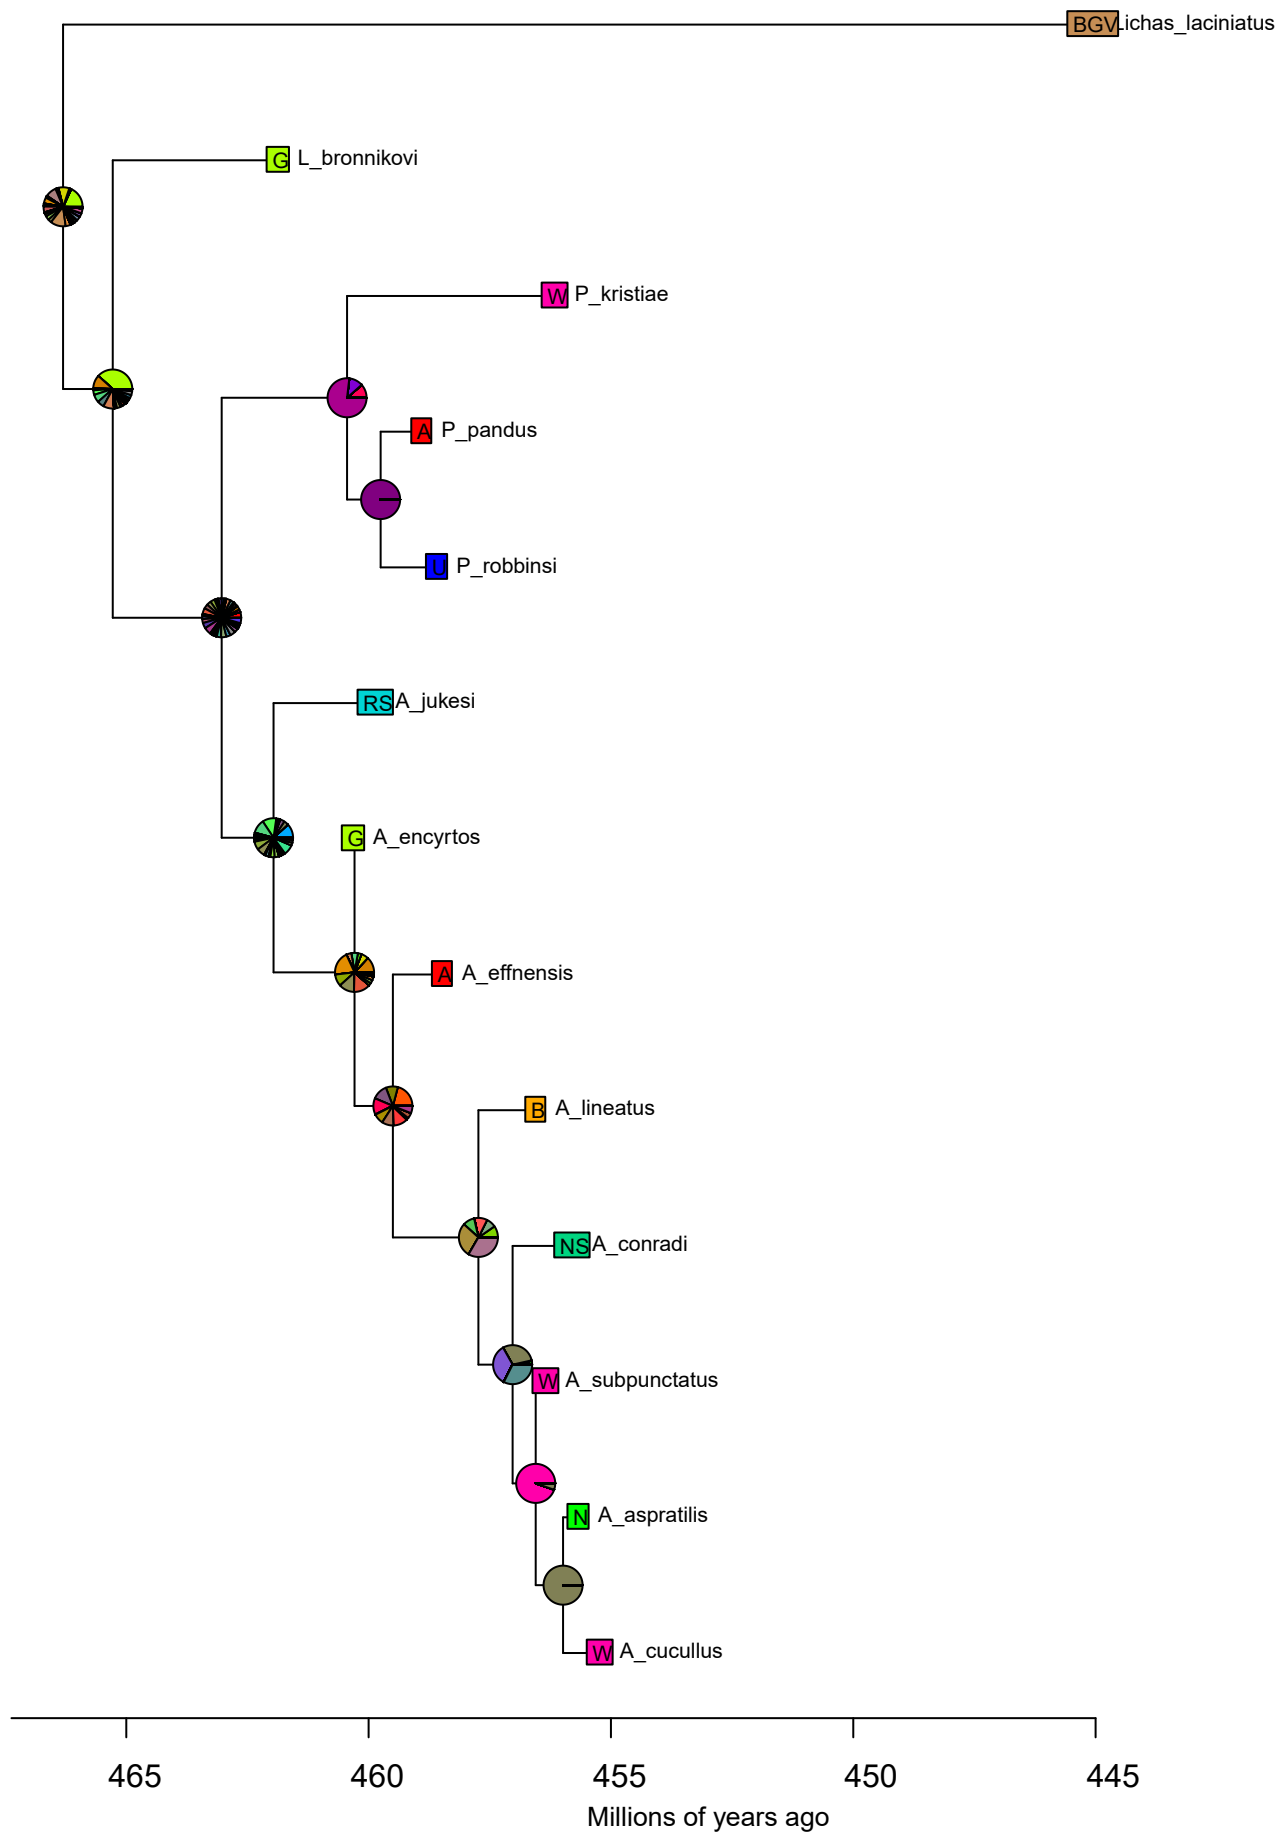 BGV ichas_laciniatus
G L_bronnikovi
W P_kristiae
A P_pandus
U P_robbinsi
RS A_jukesi
G A_encyrtos
A A_effnensis
B A_lineatus
NS A_conradi
W A_subpunctatus
N A_aspratilis
W A_cucullus
465 460 455 450 445
Millions of years ago